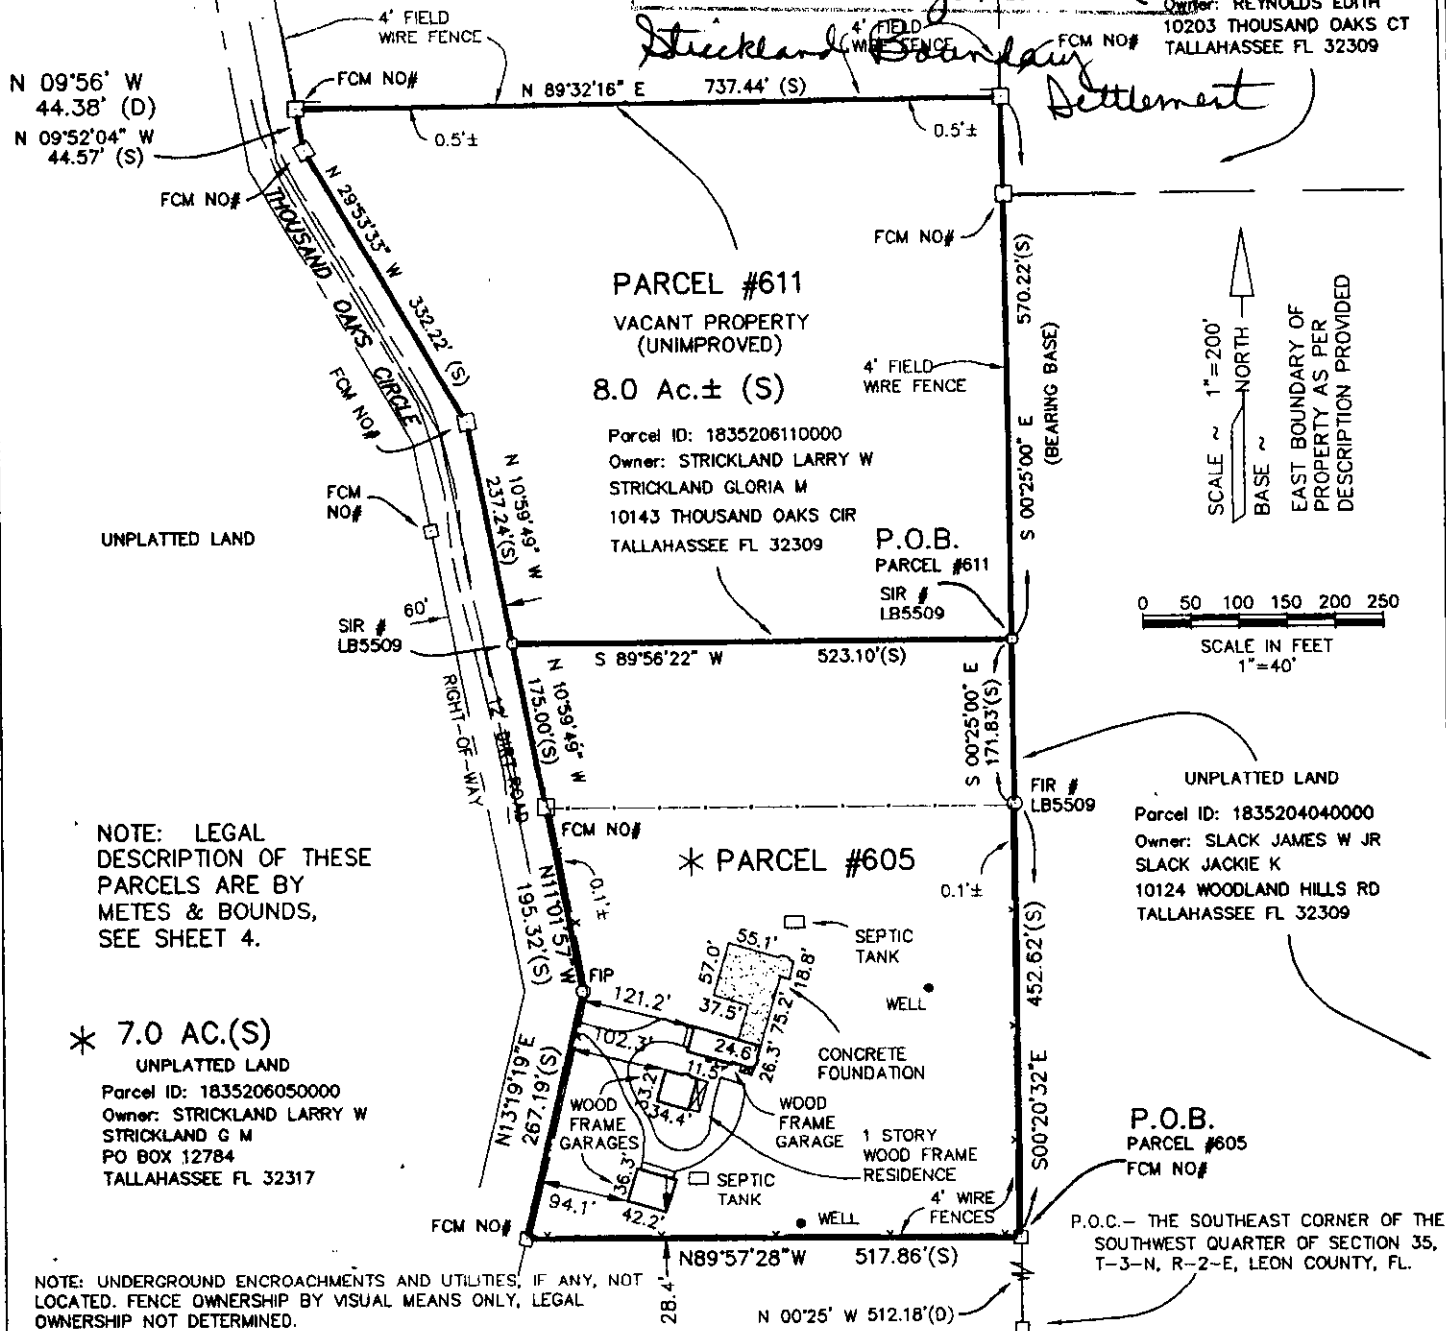 4' FIELD
WIRE FENCE
Strickland Boundary
Settlement
4' FIELD
WIRE FENCE
FCM NO#
Owner: REYNOLDS EDITH
10203 THOUSAND OAKS CT
TALLAHASSEE FL 32309
N 09°56' W
44.38' (D)
N 09°52'04" W
44.57' (S)
FCM NO#
N 89°32'16" E 737.44' (S)
0.5'±
0.5'±
FCM NO#
N 29°53'33" W 332.22' (S)
THOUSAND OAKS CIRCLE
FCM NO#
FCM NO#
570.22'(S)
S 00°25'00" E
(BEARING BASE)
4' FIELD
WIRE FENCE
PARCEL #611
VACANT PROPERTY
(UNIMPROVED)
8.0 Ac.± (S)
Parcel ID: 1835206110000
Owner: STRICKLAND LARRY W
STRICKLAND GLORIA M
10143 THOUSAND OAKS CIR
TALLAHASSEE FL 32309
SCALE ~ 1"=200'
BASE ~ NORTH
EAST BOUNDARY OF
PROPERTY AS PER
DESCRIPTION PROVIDED
0 50 100 150 200 250
SCALE IN FEET
1"=40'
FCM
NO#
UNPLATTED LAND
N 10°59'49" W
237.24'(S)
60'
SIR #
LB5509
P.O.B.
PARCEL #611
SIR #
LB5509
S 89°56'22" W 523.10'(S)
RIGHT-OF-WAY
12' DIRT ROAD
N 10°59'49" W
175.00'(S)
S 00°25'00" E
171.83'(S)
FCM NO#
FIR #
LB5509
UNPLATTED LAND
Parcel ID: 1835204040000
Owner: SLACK JAMES W JR
SLACK JACKIE K
10124 WOODLAND HILLS RD
TALLAHASSEE FL 32309
NOTE: LEGAL
DESCRIPTION OF THESE
PARCELS ARE BY
METES & BOUNDS,
SEE SHEET 4.
* PARCEL #605
0.1'±
0.1'±
N11°01'57"W
195.32'(S)
452.62'(S)
S00°20'32"E
FIP
SEPTIC
TANK
WELL
55.1'
57.0'
18.8'
37.5'
75.2'
121.2'
102.3'
24.6'
11.5'
26.3'
33.2'
34.4'
CONCRETE
FOUNDATION
WOOD
FRAME
GARAGES
WOOD
FRAME
GARAGE
1 STORY
WOOD FRAME
RESIDENCE
* 7.0 AC.(S)
UNPLATTED LAND
Parcel ID: 1835206050000
Owner: STRICKLAND LARRY W
STRICKLAND G M
PO BOX 12784
TALLAHASSEE FL 32317
N13°19'19"E
267.19'(S)
36.3'
94.1'
42.2'
SEPTIC
TANK
WELL
4' WIRE
FENCES
P.O.B.
PARCEL #605
FCM NO#
FCM NO#
N89°57'28"W 517.86'(S)
28.4'
P.O.C.- THE SOUTHEAST CORNER OF THE
SOUTHWEST QUARTER OF SECTION 35,
T-3-N, R-2-E, LEON COUNTY, FL.
N 00°25' W 512.18'(D)
NOTE: UNDERGROUND ENCROACHMENTS AND UTILITIES, IF ANY, NOT
LOCATED. FENCE OWNERSHIP BY VISUAL MEANS ONLY, LEGAL
OWNERSHIP NOT DETERMINED.